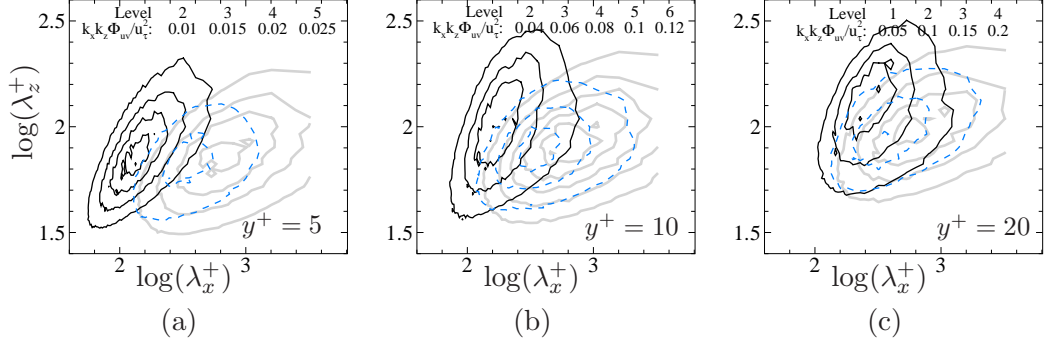 Level 2 3 4 5
k_x k_z Φ_uv/u_τ^2: 0.01 0.015 0.02 0.025
2.5
2
1.5
log(λ_z^+)
y^+ = 5
2 3
log(λ_x^+)
(a)
Level 2 3 4 5 6
k_x k_z Φ_uv/u_τ^2: 0.04 0.06 0.08 0.1 0.12
2.5
2
1.5
y^+ = 10
2 3
log(λ_x^+)
(b)
Level 1 2 3 4
k_x k_z Φ_uv/u_τ^2: 0.05 0.1 0.15 0.2
2.5
2
1.5
y^+ = 20
2 3
log(λ_x^+)
(c)